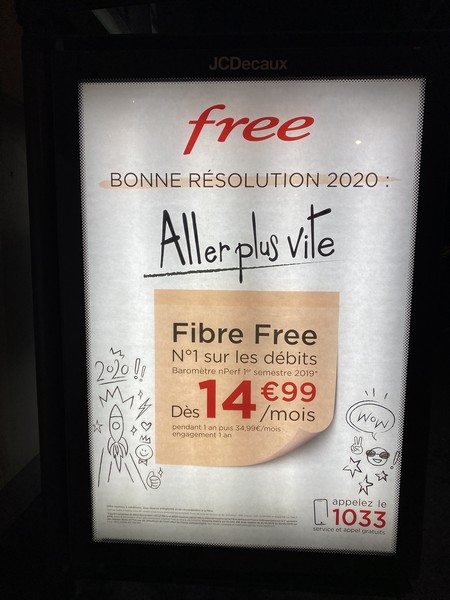 JCDecaux
free
BONNE RÉSOLUTION 2020 :
Aller plus vite
Fibre Free
N°1 sur les débits
Baromètre nPerf 1er semestre 2019*
Dès 14€99/mois
pendant 1 an puis 34,99€/mois
engagement 1 an
2020!!
WOW
appelez le
1033
service et appel gratuits